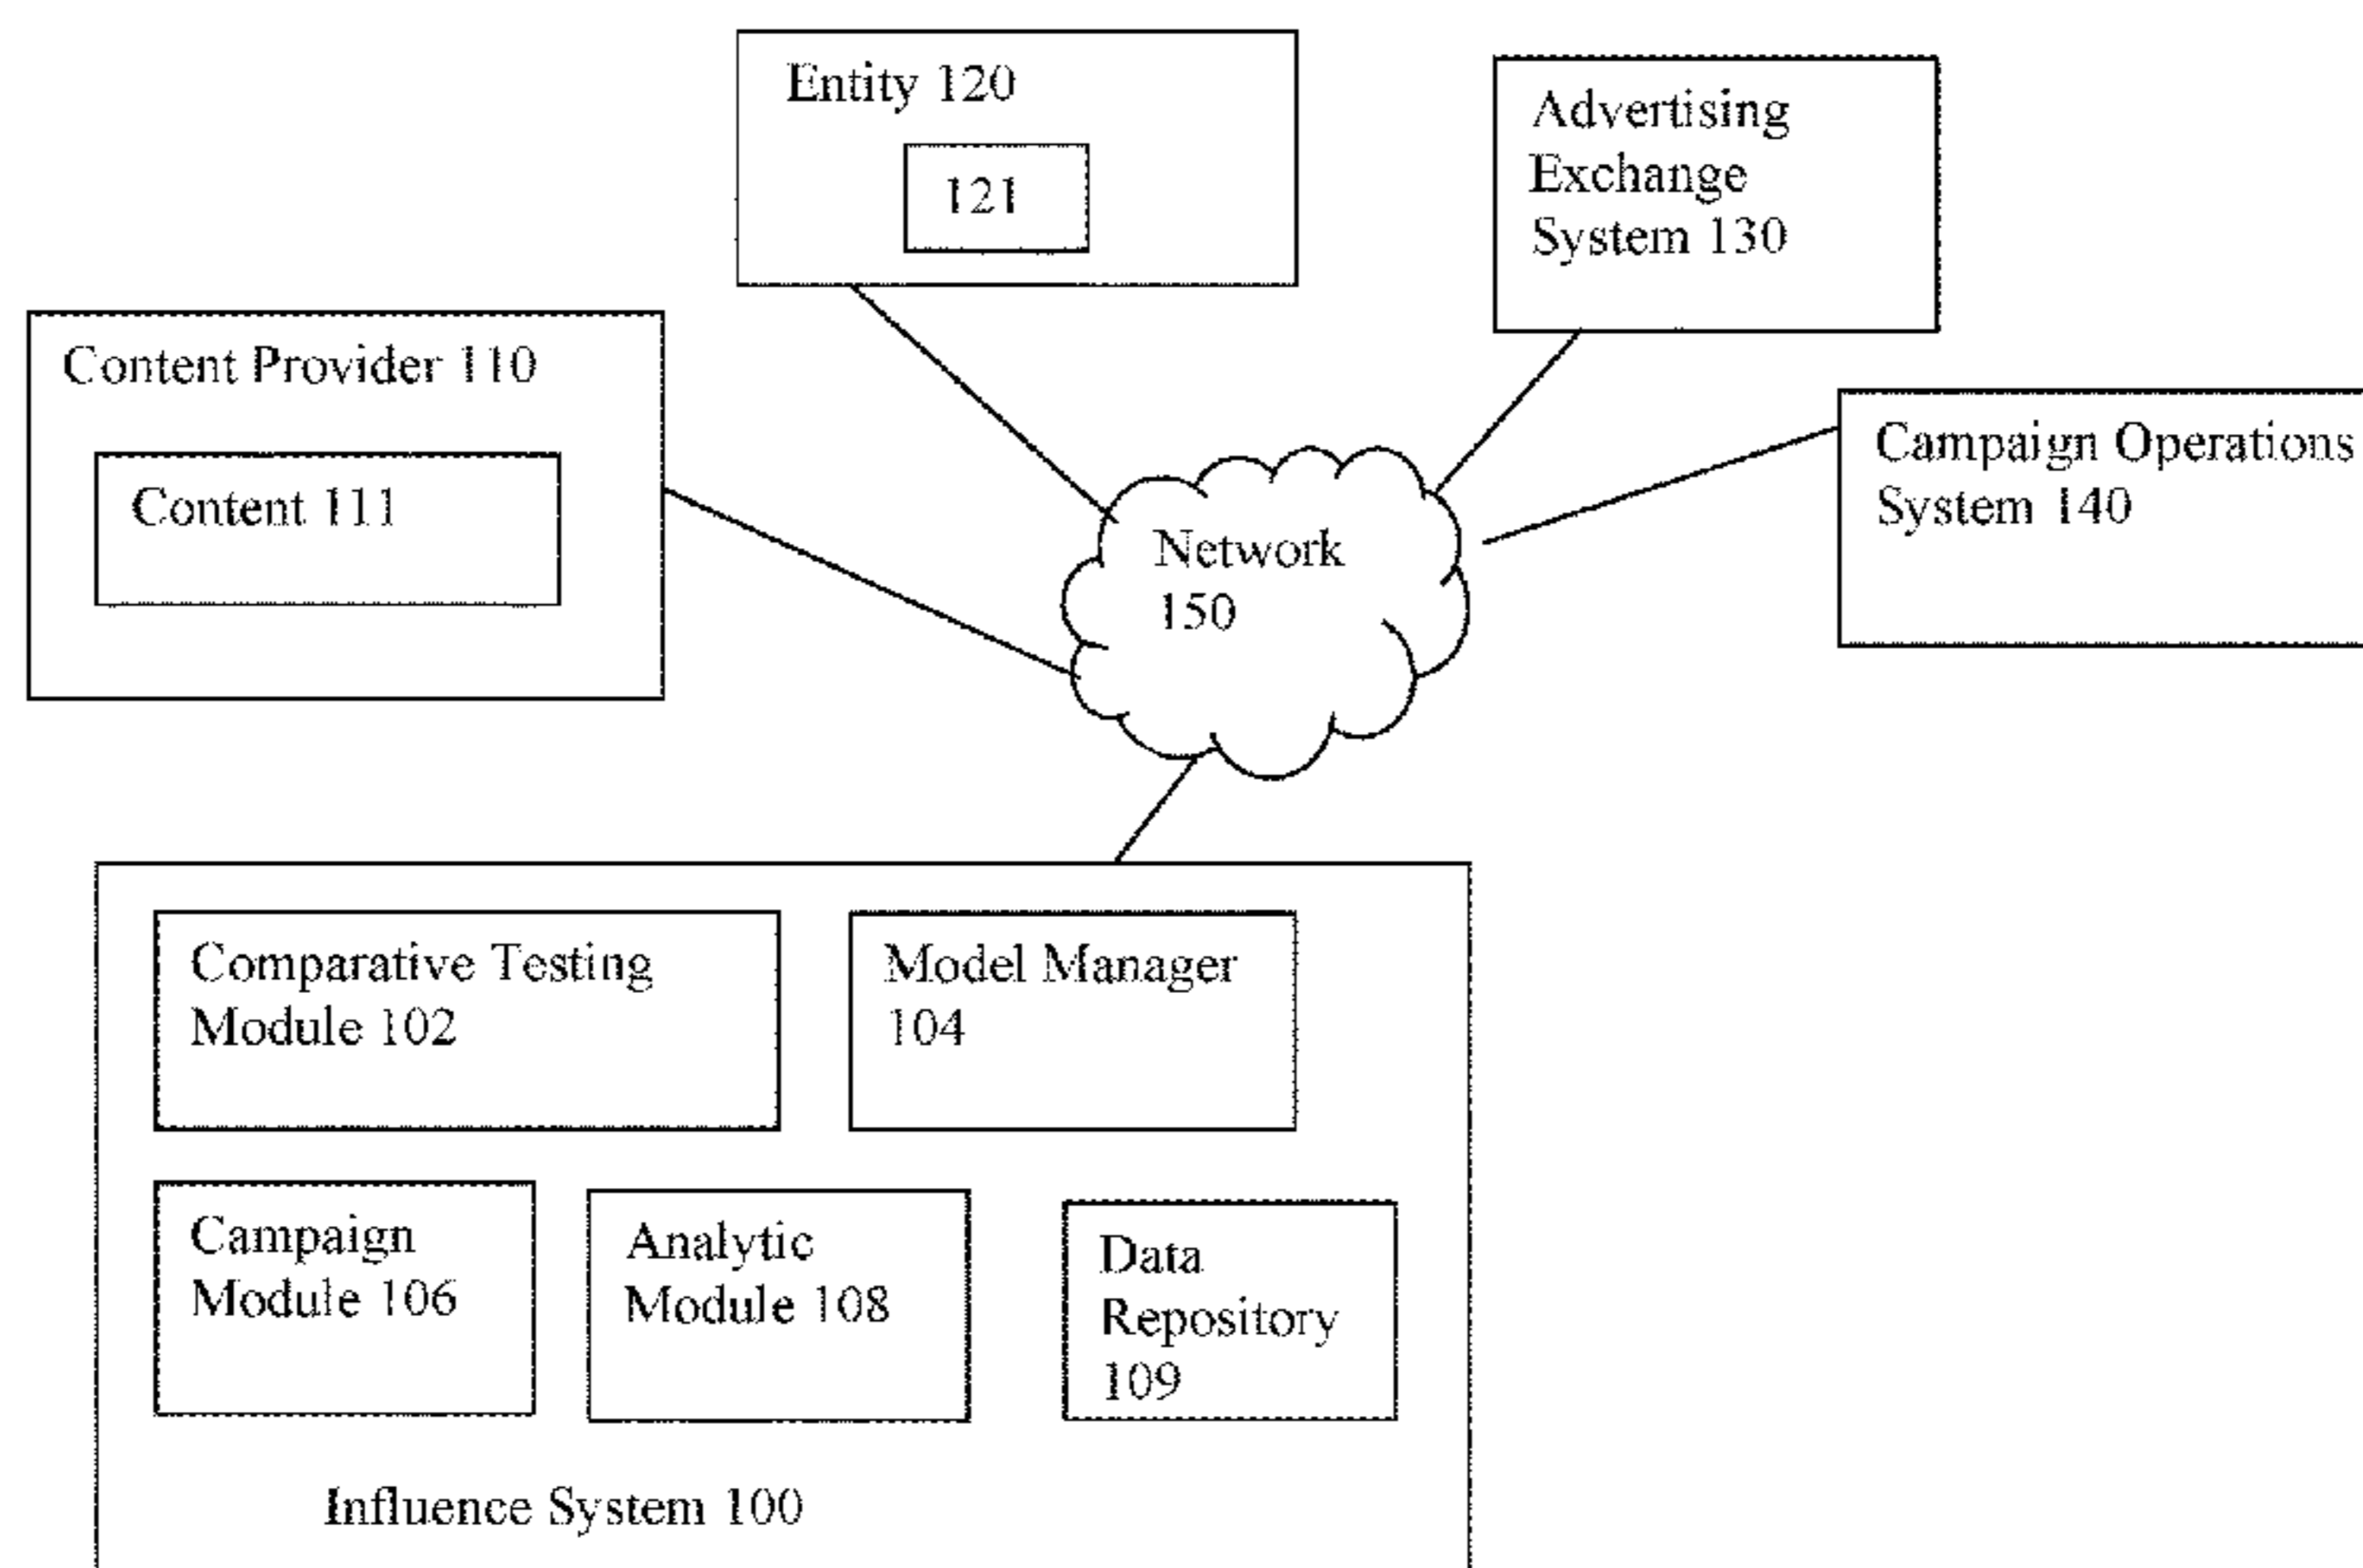 Entity 120
121
Advertising
Exchange
System 130
Content Provider 110
Content 111
Campaign Operations
System 140
Network
150
Comparative Testing
Module 102
Model Manager
104
Campaign
Module 106
Analytic
Module 108
Data
Repository
109
Influence System 100